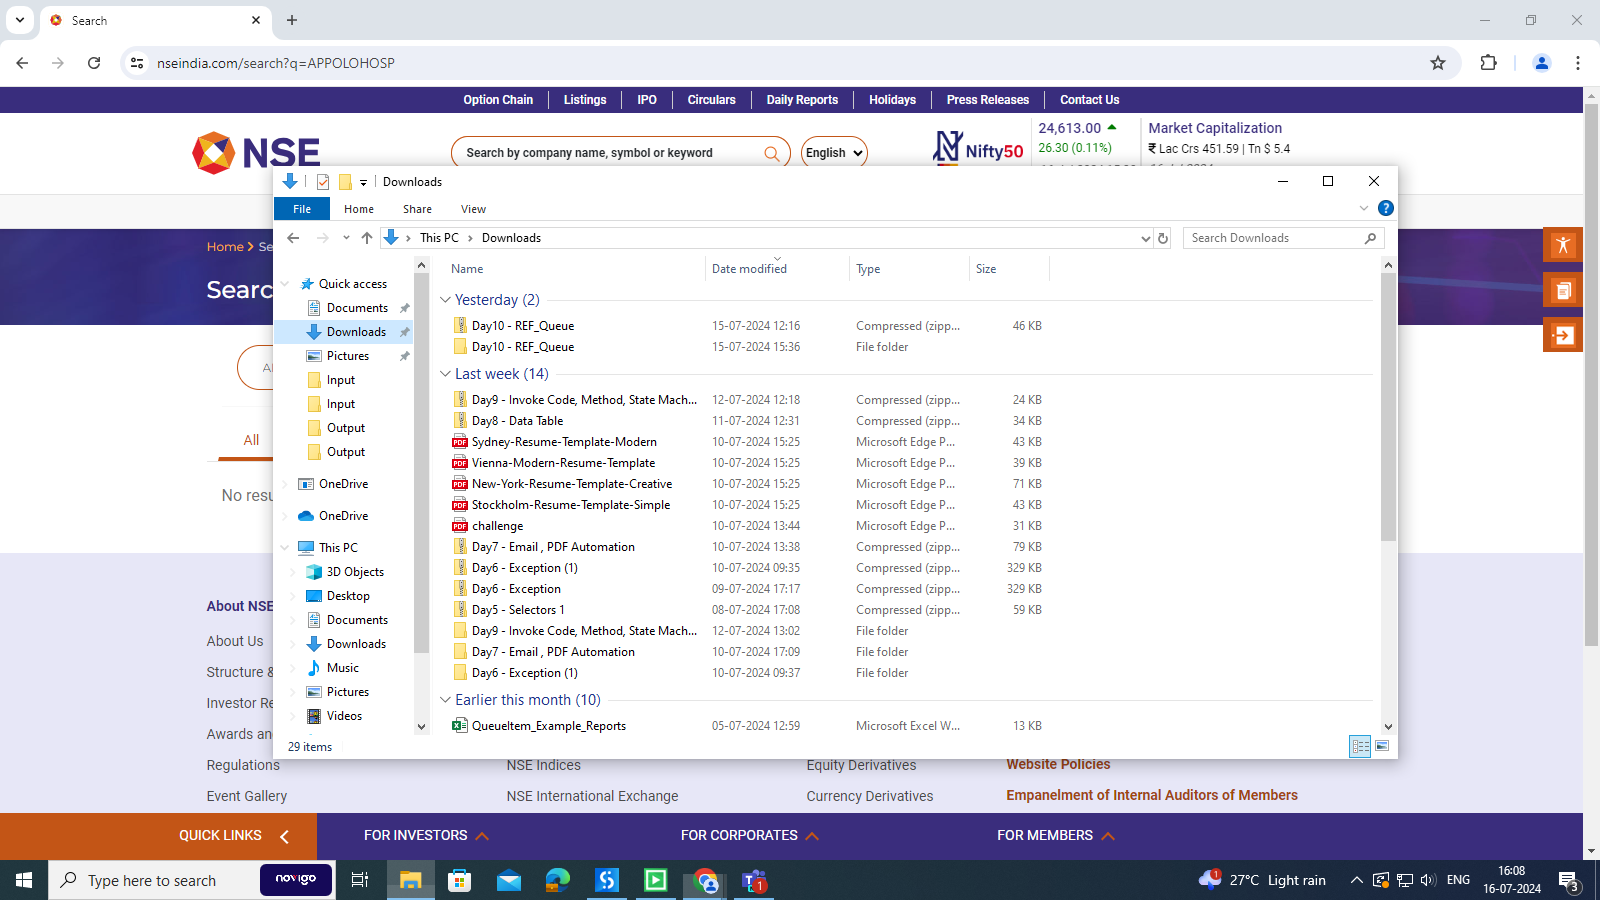 Search
nseindia.com/search?q=APPOLOHOSP
Option Chain
Listings
IPO
Circulars
Daily Reports
Holidays
Press Releases
Contact Us
NSE
Search by company name, symbol or keyword
English
Nifty50
24,613.00
26.30 (0.11%)
Market Capitalization
₹ Lac Crs 451.59 | Tn $ 5.4
Downloads
File
Home
Share
View
This PC
Downloads
Search Downloads
Home
Searc
All
No resu
Quick access
Documents
Downloads
Pictures
Input
Input
Output
Output
OneDrive
OneDrive
This PC
3D Objects
Desktop
Documents
Downloads
Music
Pictures
Videos
Name Date modified Type Size
Yesterday (2)
Day10 - REF_Queue 15-07-2024 12:16 Compressed (zipp... 46 KB
Day10 - REF_Queue 15-07-2024 15:36 File folder
Last week (14)
Day9 - Invoke Code, Method, State Mach... 12-07-2024 12:18 Compressed (zipp... 24 KB
Day8 - Data Table 11-07-2024 12:31 Compressed (zipp... 34 KB
Sydney-Resume-Template-Modern 10-07-2024 15:25 Microsoft Edge P... 43 KB
Vienna-Modern-Resume-Template 10-07-2024 15:25 Microsoft Edge P... 39 KB
New-York-Resume-Template-Creative 10-07-2024 15:25 Microsoft Edge P... 71 KB
Stockholm-Resume-Template-Simple 10-07-2024 15:25 Microsoft Edge P... 43 KB
challenge 10-07-2024 13:44 Microsoft Edge P... 31 KB
Day7 - Email , PDF Automation 10-07-2024 13:38 Compressed (zipp... 79 KB
Day6 - Exception (1) 10-07-2024 09:35 Compressed (zipp... 329 KB
Day6 - Exception 09-07-2024 17:17 Compressed (zipp... 329 KB
Day5 - Selectors 1 08-07-2024 17:08 Compressed (zipp... 59 KB
Day9 - Invoke Code, Method, State Mach... 12-07-2024 13:02 File folder
Day7 - Email , PDF Automation 10-07-2024 17:09 File folder
Day6 - Exception (1) 10-07-2024 09:37 File folder
Earlier this month (10)
QueueItem_Example_Reports 05-07-2024 12:59 Microsoft Excel W... 13 KB
29 items
About NSE
About Us
Structure &
Investor Re
Awards an
Regulations
Event Gallery
NSE Indices
NSE International Exchange
Equity Derivatives
Currency Derivatives
Website Policies
Empanelment of Internal Auditors of Members
QUICK LINKS
FOR INVESTORS
FOR CORPORATES
FOR MEMBERS
Type here to search
novigo
1
1
27°C Light rain
ENG
16:08
16-07-2024
3